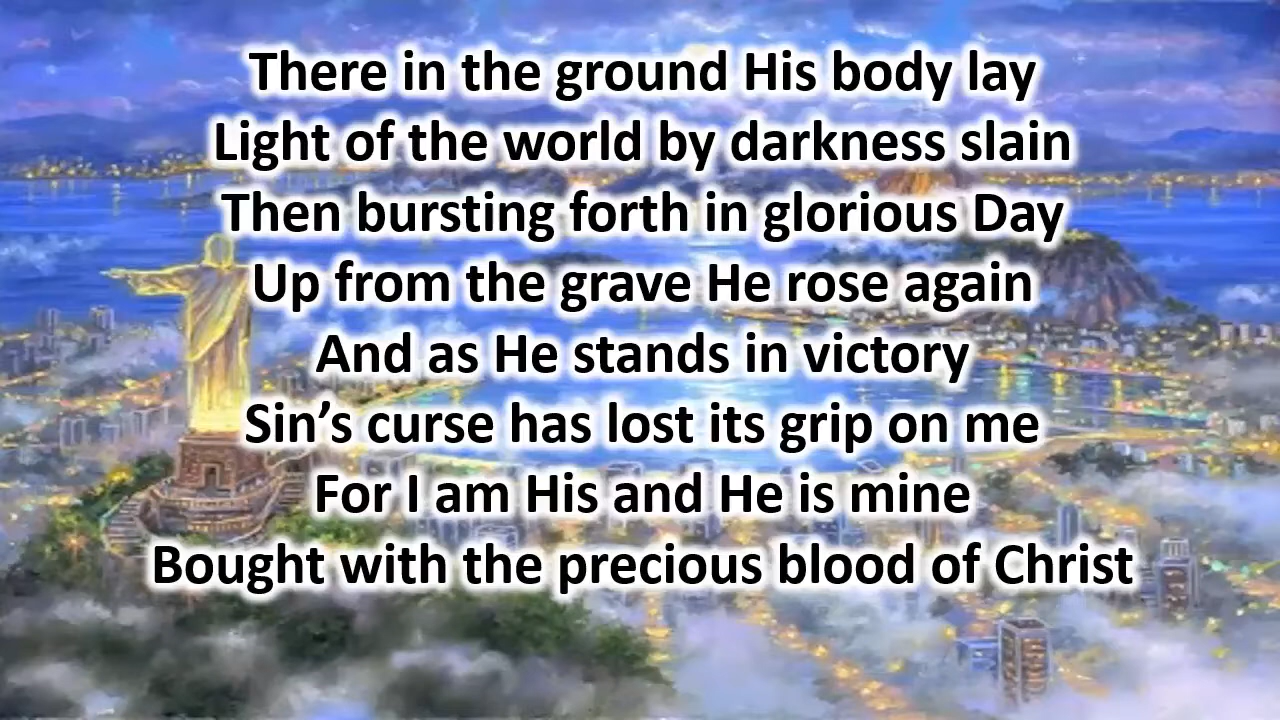 There in the ground His body lay
Light of the world by darkness slain
Then bursting forth in glorious Day
Up from the grave He rose again
And as He stands in victory
Sin’s curse has lost its grip on me
For I am His and He is mine
Bought with the precious blood of Christ